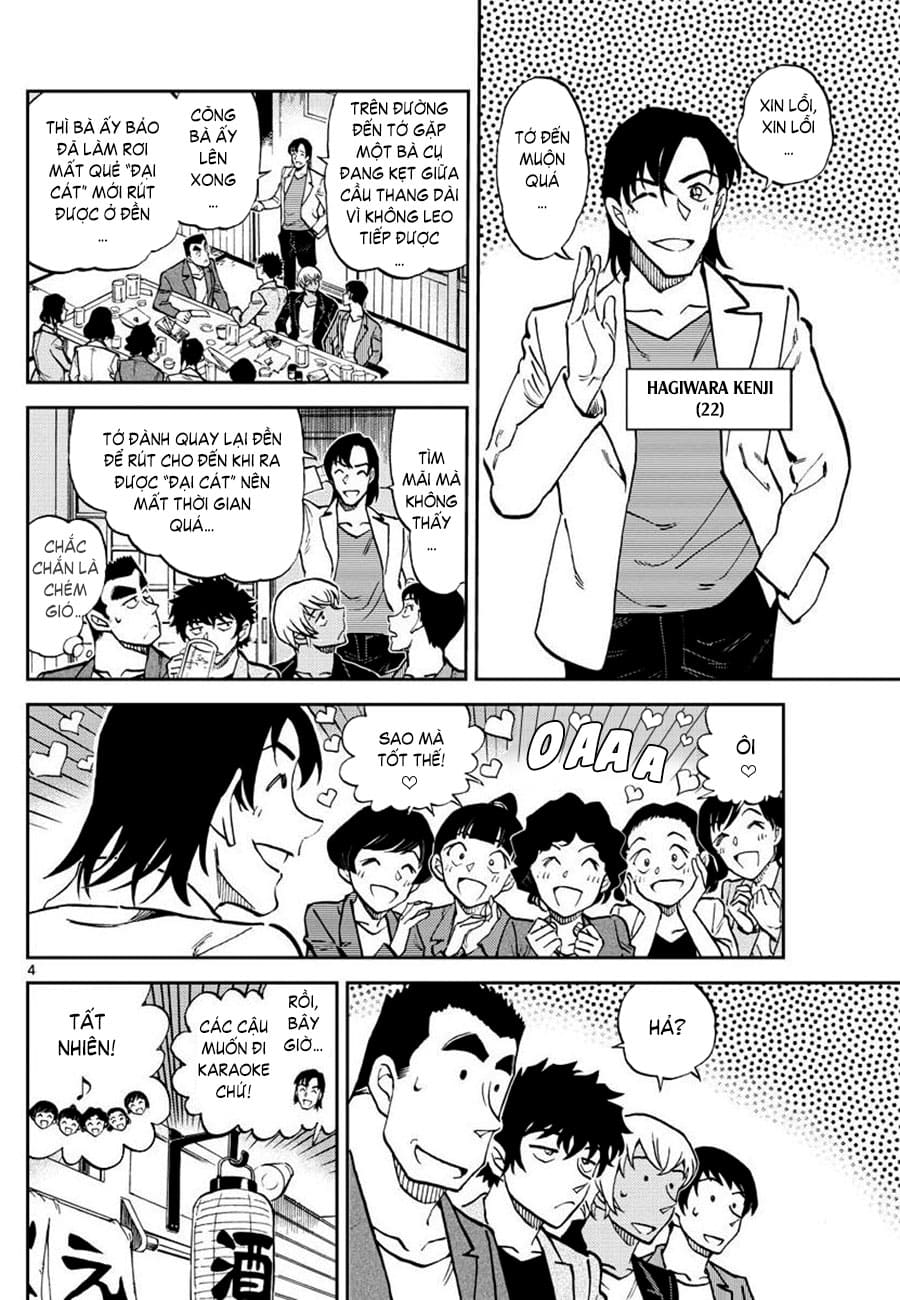 XIN LỒI,
XIN LỒI
...
TỚ ĐẾN
MUỘN
QUÁ
...
HAGIWARA KENJI
(22)
TRÊN ĐƯỜNG
ĐẾN TỚ GẶP
MỘT BÀ CỤ
ĐANG KẸT GIỮA
CẦU THANG DÀI
VÌ KHÔNG LEO
TIẾP ĐƯỢC
...
CÕNG
BÀ ẤY
LÊN
XONG
...
THÌ BÀ ẤY BẢO
ĐÃ LÀM RƠI
MẤT QUẺ “ĐẠI
CÁT” MỚI RÚT
ĐƯỢC Ở ĐỀN
...
TÌM
MÃI MÀ
KHÔNG
THẤY
...
TỚ ĐÀNH QUAY LẠI ĐỀN
ĐỂ RÚT CHO ĐẾN KHI RA
ĐƯỢC “ĐẠI CÁT” NÊN
MẤT THỜI GIAN
QUÁ...
CHẮC
CHẮN LÀ
CHÉM
GIÓ...
ÔI
♡
OAAA
SAO MÀ
TỐT THẾ!
♡
4
HẢ?
RỒI,
BÂY
GIỜ...
CÁC CẬU
MUỐN ĐI
KARAOKE
CHỨ!
TẤT
NHIÊN!
♪
え
酒